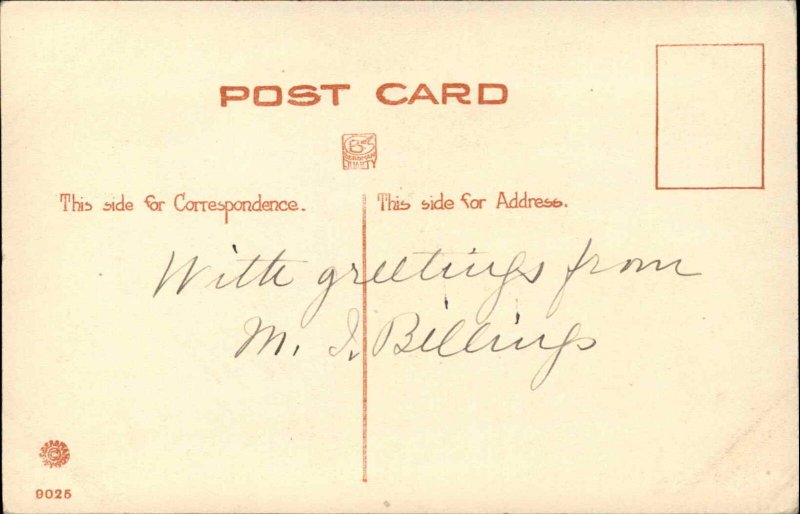 POST CARD
This side for Correspondence.
This side for Address.
With greetings from
M. I. Billings
9025